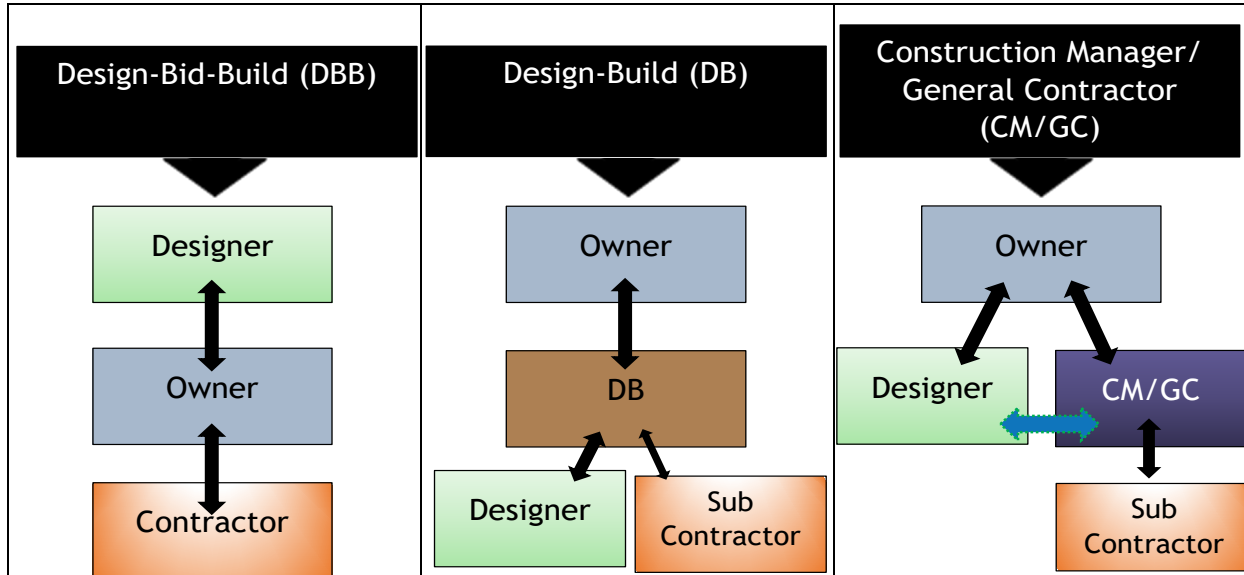 Design-Bid-Build (DBB)
Designer
Owner
Contractor
Design-Build (DB)
Owner
DB
Designer
Sub
Contractor
Construction Manager/
General Contractor
(CM/GC)
Owner
Designer
CM/GC
Sub
Contractor